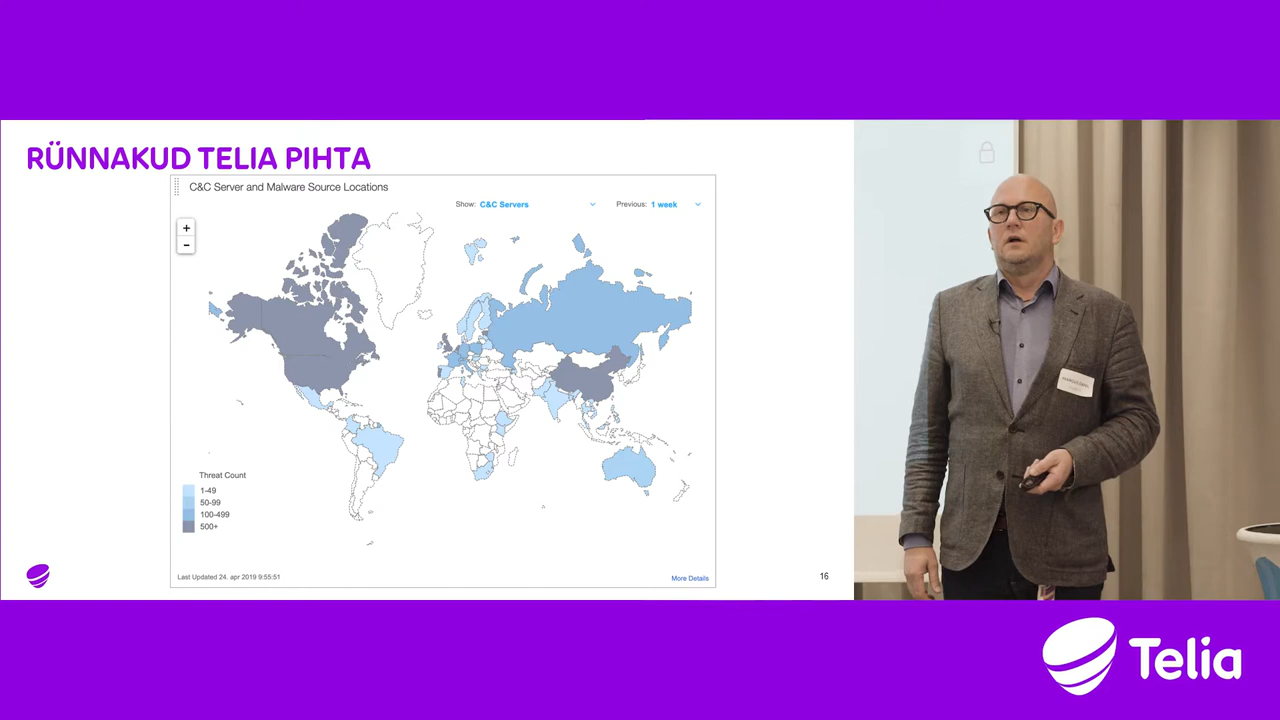 RÜNNAKUD TELIA PIHTA
C&C Server and Malware Source Locations
Show: C&C Servers
Previous: 1 week
+
−
Threat Count
1-49
50-99
100-499
500+
Last Updated 24. apr 2019 9:55:51
More Details
16
Telia